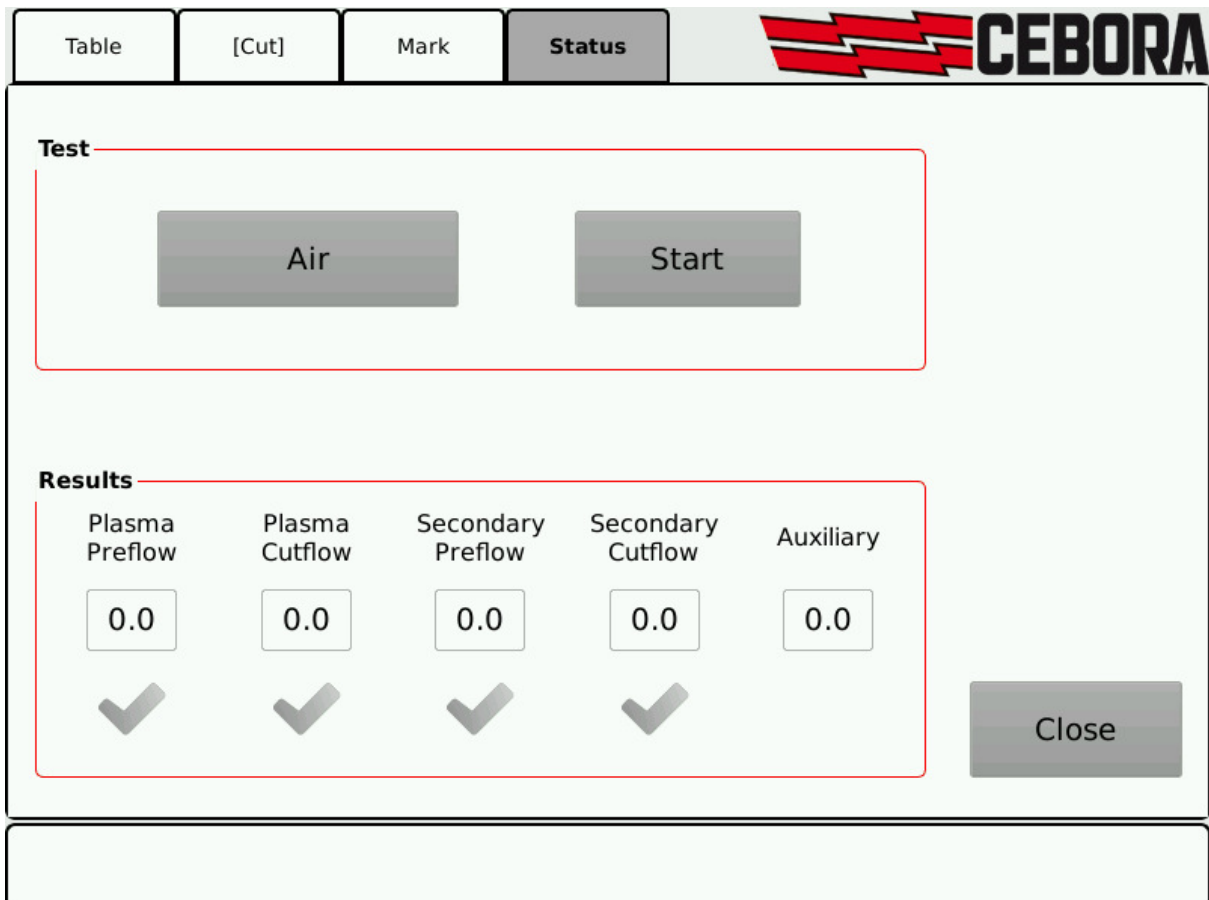 Table [Cut] Mark Status CEBORA
Test
Air Start
Results
Plasma Preflow
Plasma Cutflow
Secondary Preflow
Secondary Cutflow
Auxiliary
0.0 0.0 0.0 0.0 0.0
Close